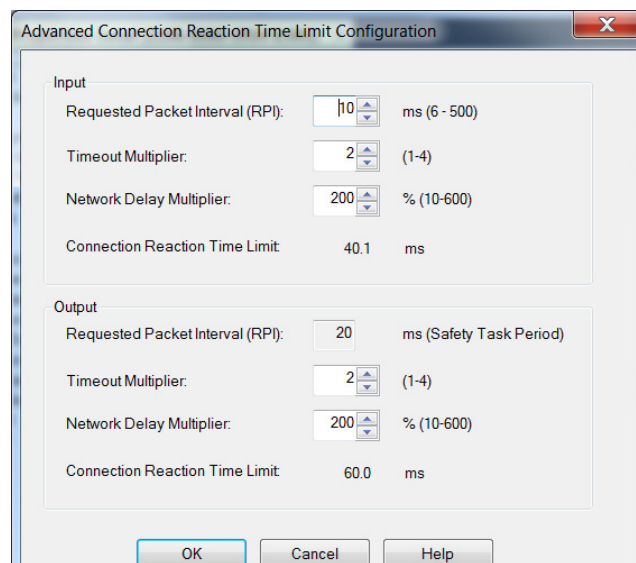 Advanced Connection Reaction Time Limit Configuration
X
Input
Requested Packet Interval (RPI): 10 ms (6 - 500)
Timeout Multiplier: 2 (1-4)
Network Delay Multiplier: 200 % (10-600)
Connection Reaction Time Limit: 40.1 ms
Output
Requested Packet Interval (RPI): 20 ms (Safety Task Period)
Timeout Multiplier: 2 (1-4)
Network Delay Multiplier: 200 % (10-600)
Connection Reaction Time Limit: 60.0 ms
OK Cancel Help